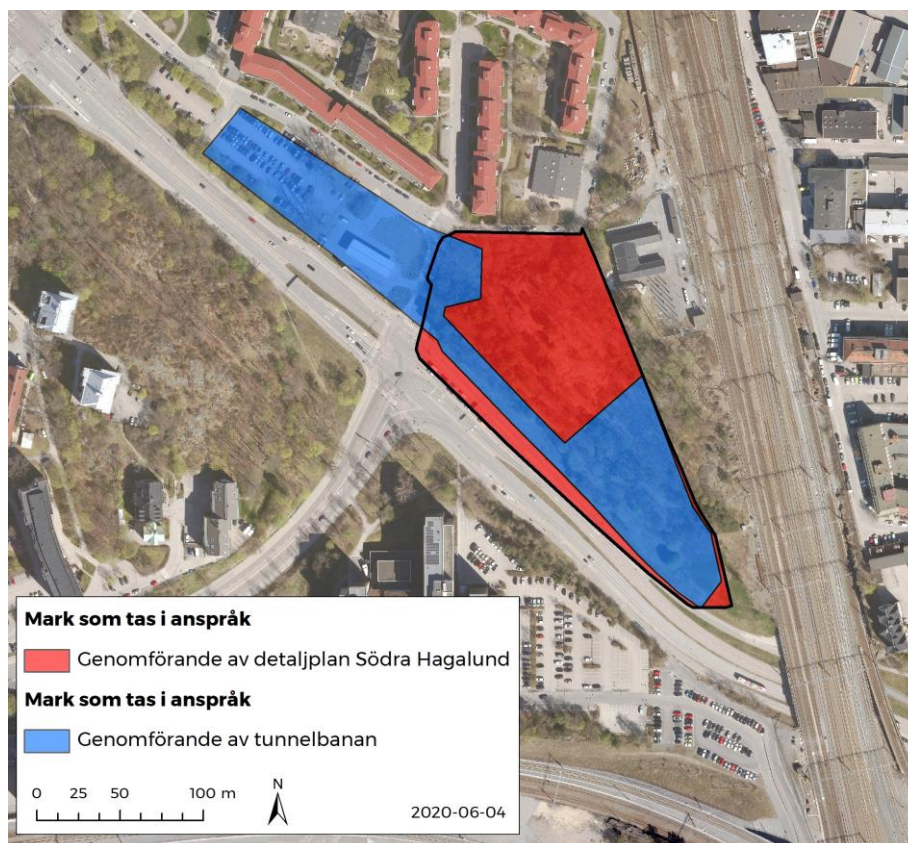 Mark som tas i anspråk
Genomförande av detaljplan Södra Hagalund
Mark som tas i anspråk
Genomförande av tunnelbanan
0 25 50 100 m
N
2020-06-04